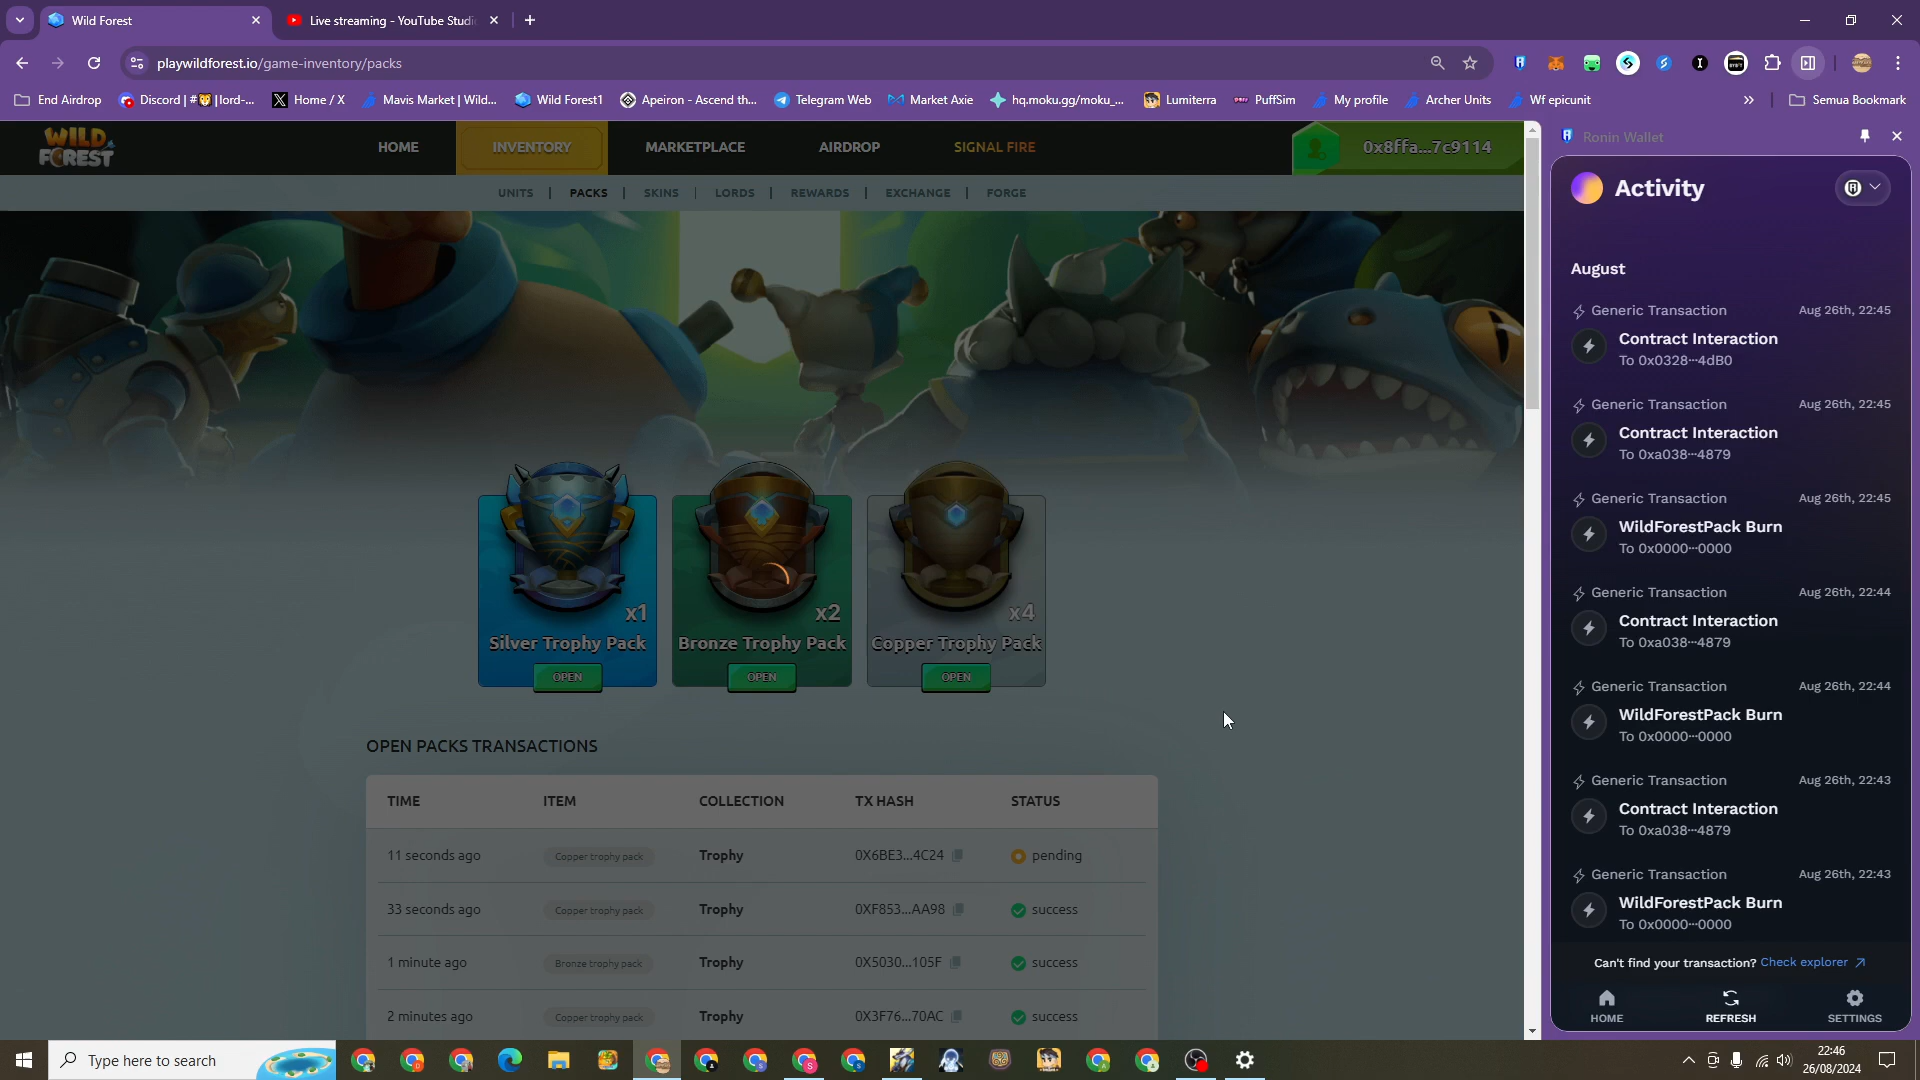 Wild Forest
Live streaming - YouTube Studio
playwildforest.io/game-inventory/packs
End Airdrop
Discord | #🦁|lord-...
Home / X
Mavis Market | Wild...
Wild Forest1
Apeiron - Ascend th...
Telegram Web
Market Axie
hq.moku.gg/moku_...
Lumiterra
PuffSim
My profile
Archer Units
Wf epicunit
»
Semua Bookmark
WILD FOREST
HOME
INVENTORY
MARKETPLACE
AIRDROP
SIGNAL FIRE
0x8ffa...7c9114
UNITS | PACKS | SKINS | LORDS | REWARDS | EXCHANGE | FORGE
x1
Silver Trophy Pack
OPEN
x2
Bronze Trophy Pack
OPEN
x4
Copper Trophy Pack
OPEN
OPEN PACKS TRANSACTIONS
TIME ITEM COLLECTION TX HASH STATUS
11 seconds ago Copper trophy pack Trophy 0X6BE3...4C24 pending
33 seconds ago Copper trophy pack Trophy 0XF853...AA98 success
1 minute ago Bronze trophy pack Trophy 0X5030...105F success
2 minutes ago Copper trophy pack Trophy 0X3F76...70AC success
Ronin Wallet
Activity
August
Generic Transaction Aug 26th, 22:45
Contract Interaction
To 0x0328···4dB0
Generic Transaction Aug 26th, 22:45
Contract Interaction
To 0xa038···4879
Generic Transaction Aug 26th, 22:45
WildForestPack Burn
To 0x0000···0000
Generic Transaction Aug 26th, 22:44
Contract Interaction
To 0xa038···4879
Generic Transaction Aug 26th, 22:44
WildForestPack Burn
To 0x0000···0000
Generic Transaction Aug 26th, 22:43
Contract Interaction
To 0xa038···4879
Generic Transaction Aug 26th, 22:43
WildForestPack Burn
To 0x0000···0000
Can't find your transaction? Check explorer
HOME
REFRESH
SETTINGS
Type here to search
22:46
26/08/2024